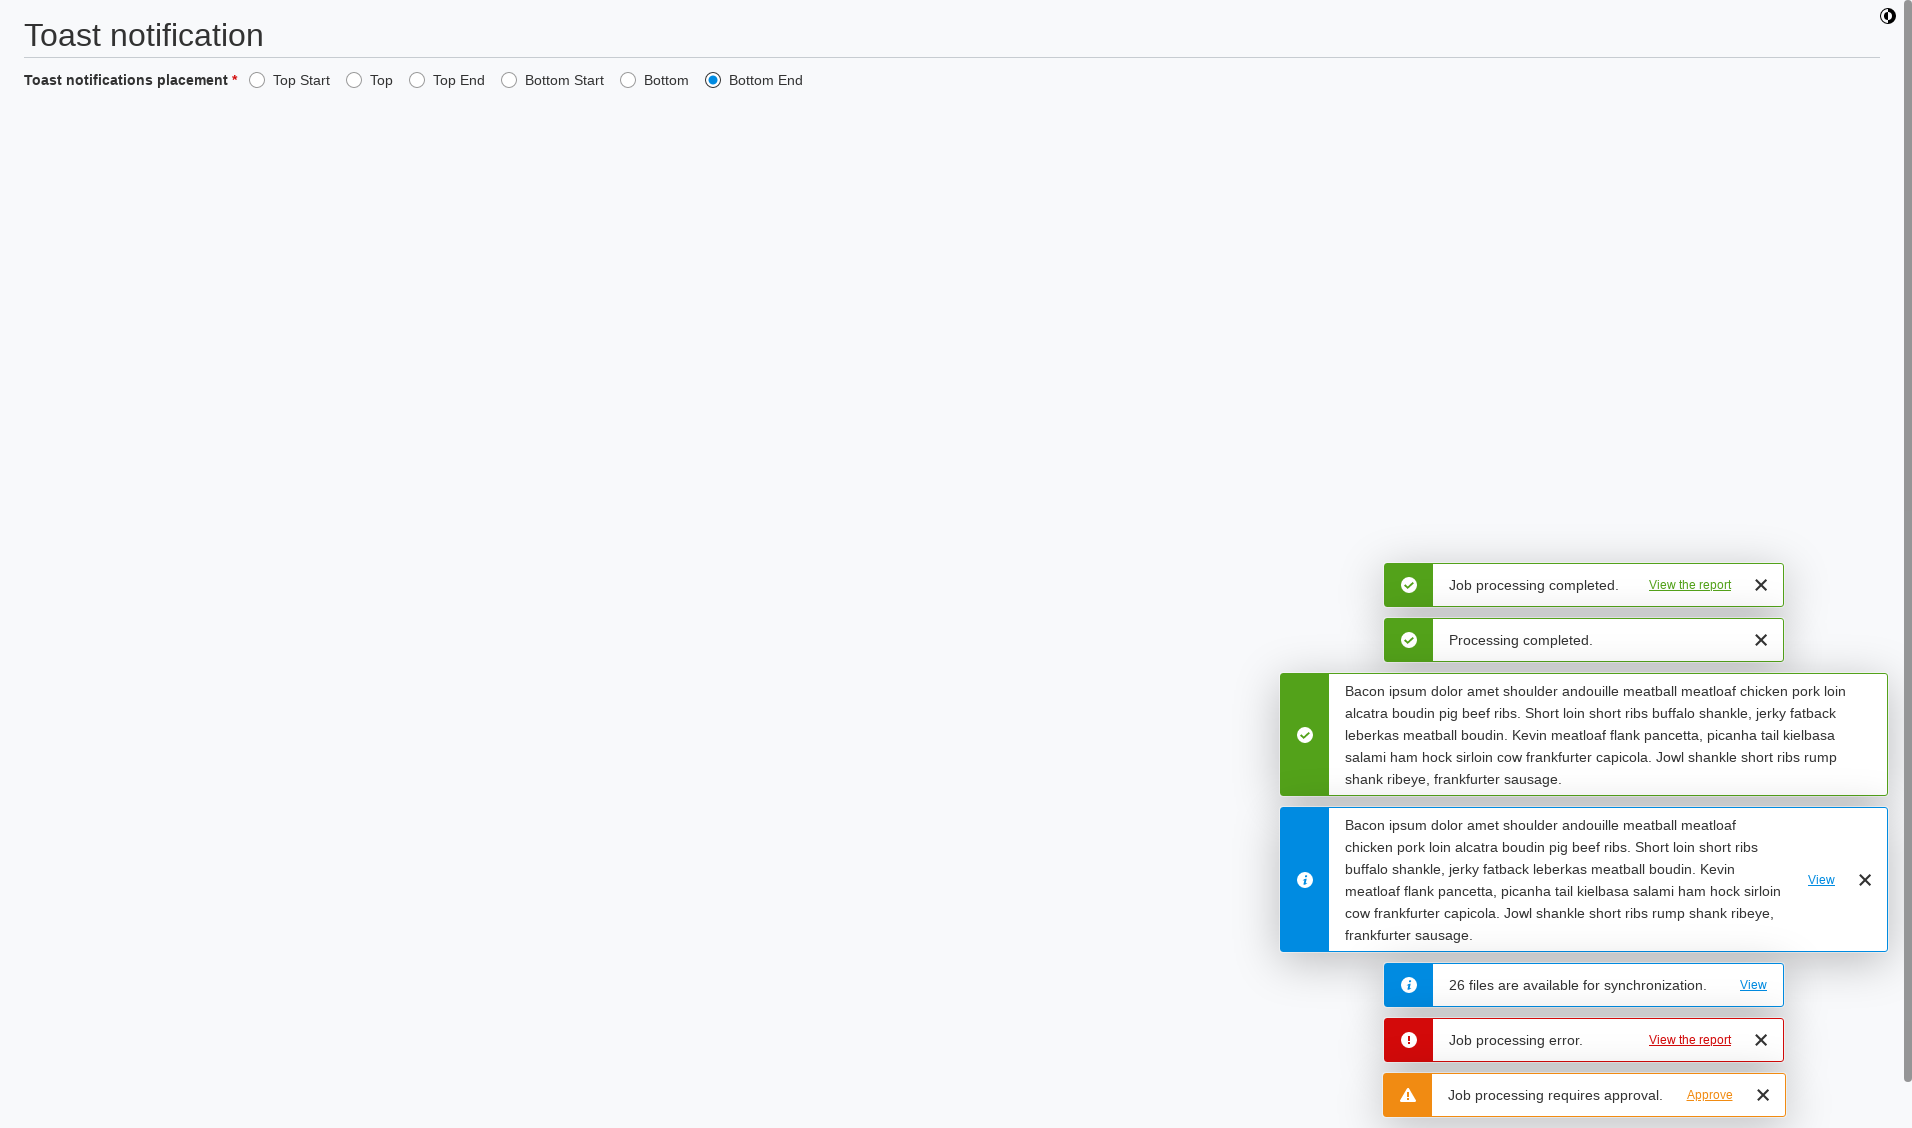 Toast notification
Toast notifications placement * Top Start Top Top End Bottom Start Bottom Bottom End
Job processing completed. View the report
Processing completed.
Bacon ipsum dolor amet shoulder andouille meatball meatloaf chicken pork loin
alcatra boudin pig beef ribs. Short loin short ribs buffalo shankle, jerky fatback
leberkas meatball boudin. Kevin meatloaf flank pancetta, picanha tail kielbasa
salami ham hock sirloin cow frankfurter capicola. Jowl shankle short ribs rump
shank ribeye, frankfurter sausage.
Bacon ipsum dolor amet shoulder andouille meatball meatloaf
chicken pork loin alcatra boudin pig beef ribs. Short loin short ribs
buffalo shankle, jerky fatback leberkas meatball boudin. Kevin
meatloaf flank pancetta, picanha tail kielbasa salami ham hock sirloin
cow frankfurter capicola. Jowl shankle short ribs rump shank ribeye,
frankfurter sausage.
View
26 files are available for synchronization. View
Job processing error. View the report
Job processing requires approval. Approve